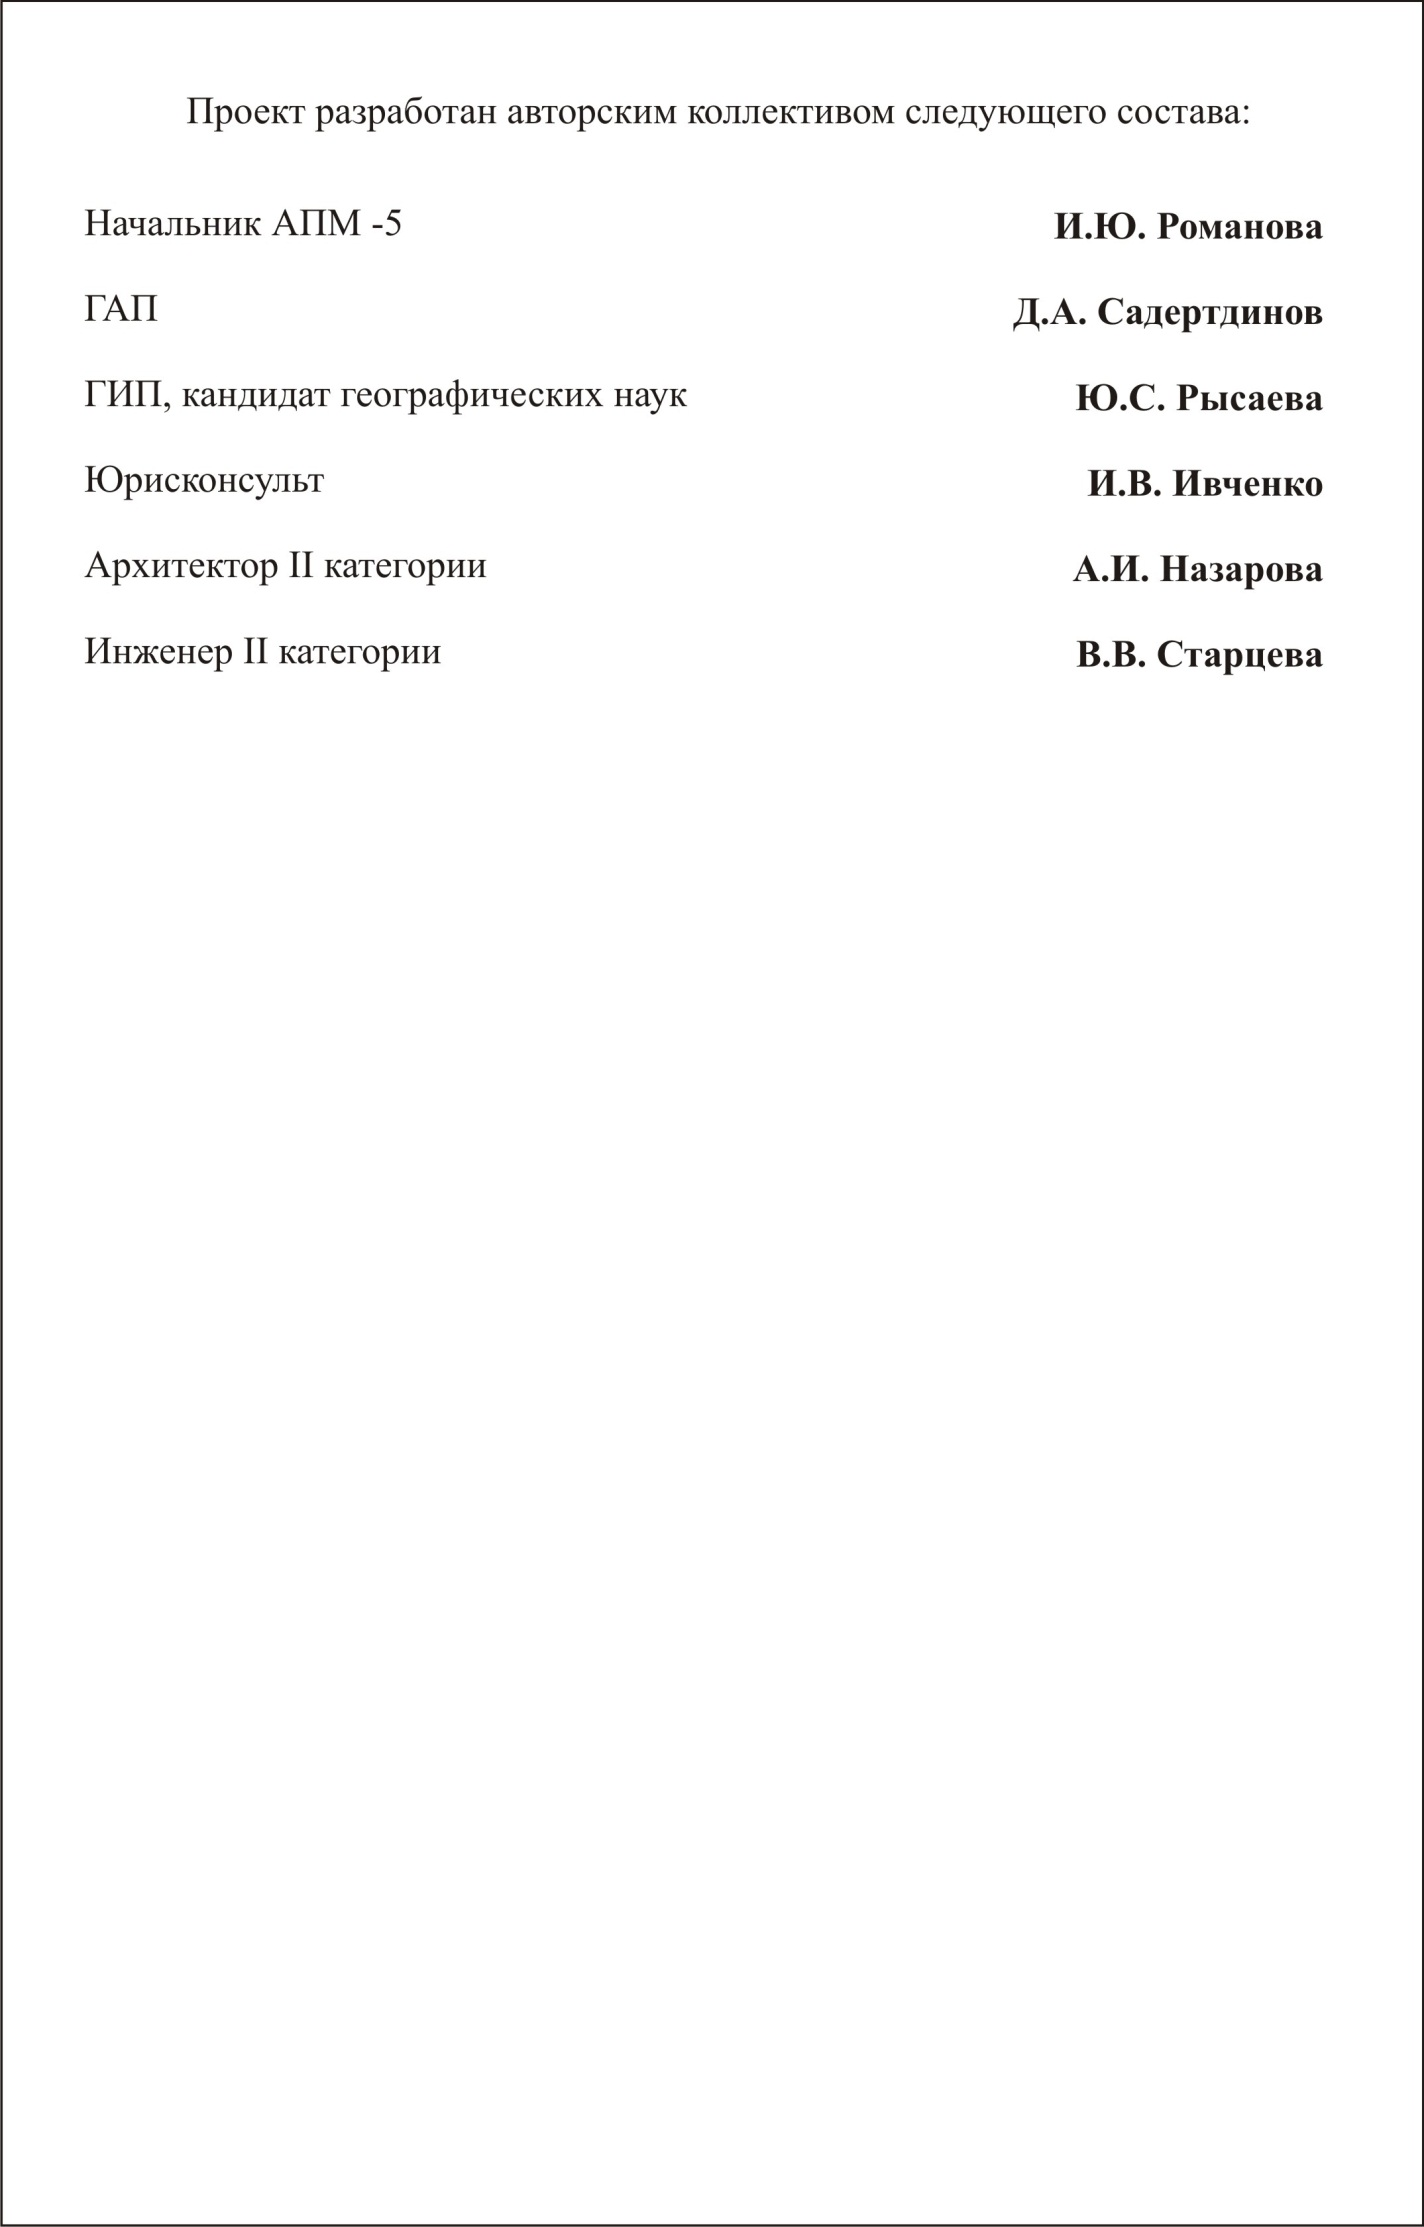 Проект разработан авторским коллективом следующего состава:
Начальник АПМ -5 И.Ю. Романова
ГАП Д.А. Садертдинов
ГИП, кандидат географических наук Ю.С. Рысаева
Юрисконсульт И.В. Ивченко
Архитектор II категории А.И. Назарова
Инженер II категории В.В. Старцева